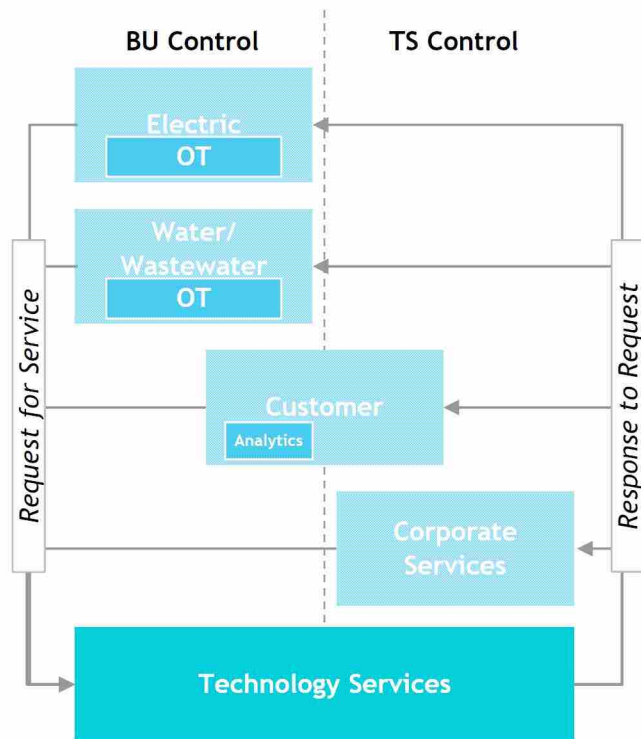 BU Control
TS Control
Electric
OT
Water/
Wastewater
OT
Customer
Analytics
Corporate
Services
Technology Services
Request for Service
Response to Request